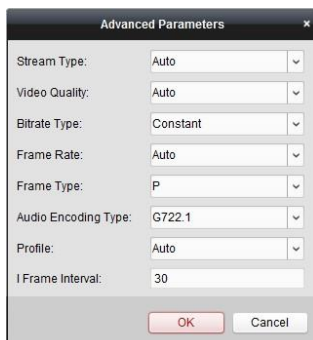 Advanced Parameters ×
Stream Type: Auto
Video Quality: Auto
Bitrate Type: Constant
Frame Rate: Auto
Frame Type: P
Audio Encoding Type: G722.1
Profile: Auto
I Frame Interval: 30
OK Cancel